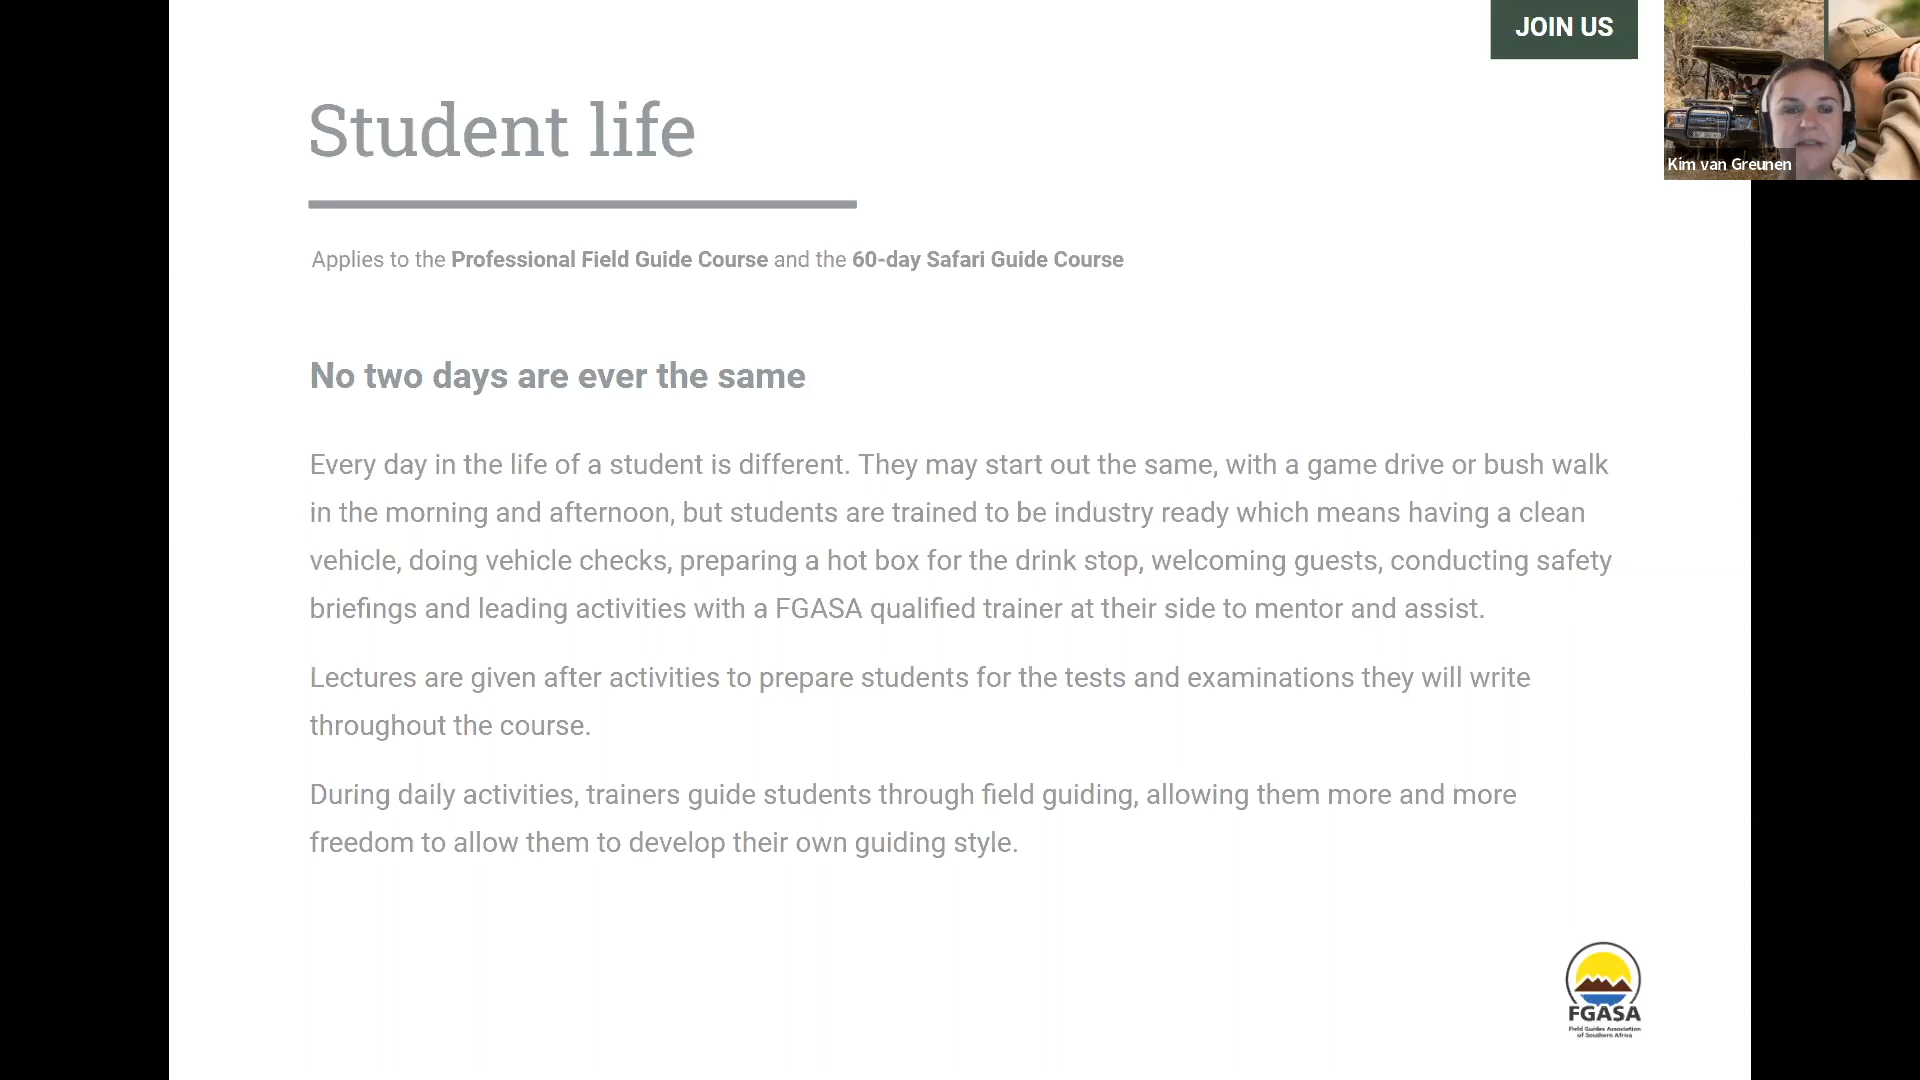 JOIN US
Kim van Greunen
Student life
Applies to the Professional Field Guide Course and the 60-day Safari Guide Course
No two days are ever the same
Every day in the life of a student is different. They may start out the same, with a game drive or bush walk
in the morning and afternoon, but students are trained to be industry ready which means having a clean
vehicle, doing vehicle checks, preparing a hot box for the drink stop, welcoming guests, conducting safety
briefings and leading activities with a FGASA qualified trainer at their side to mentor and assist.
Lectures are given after activities to prepare students for the tests and examinations they will write
throughout the course.
During daily activities, trainers guide students through field guiding, allowing them more and more
freedom to allow them to develop their own guiding style.
FGASA
Field Guides Association
of Southern Africa